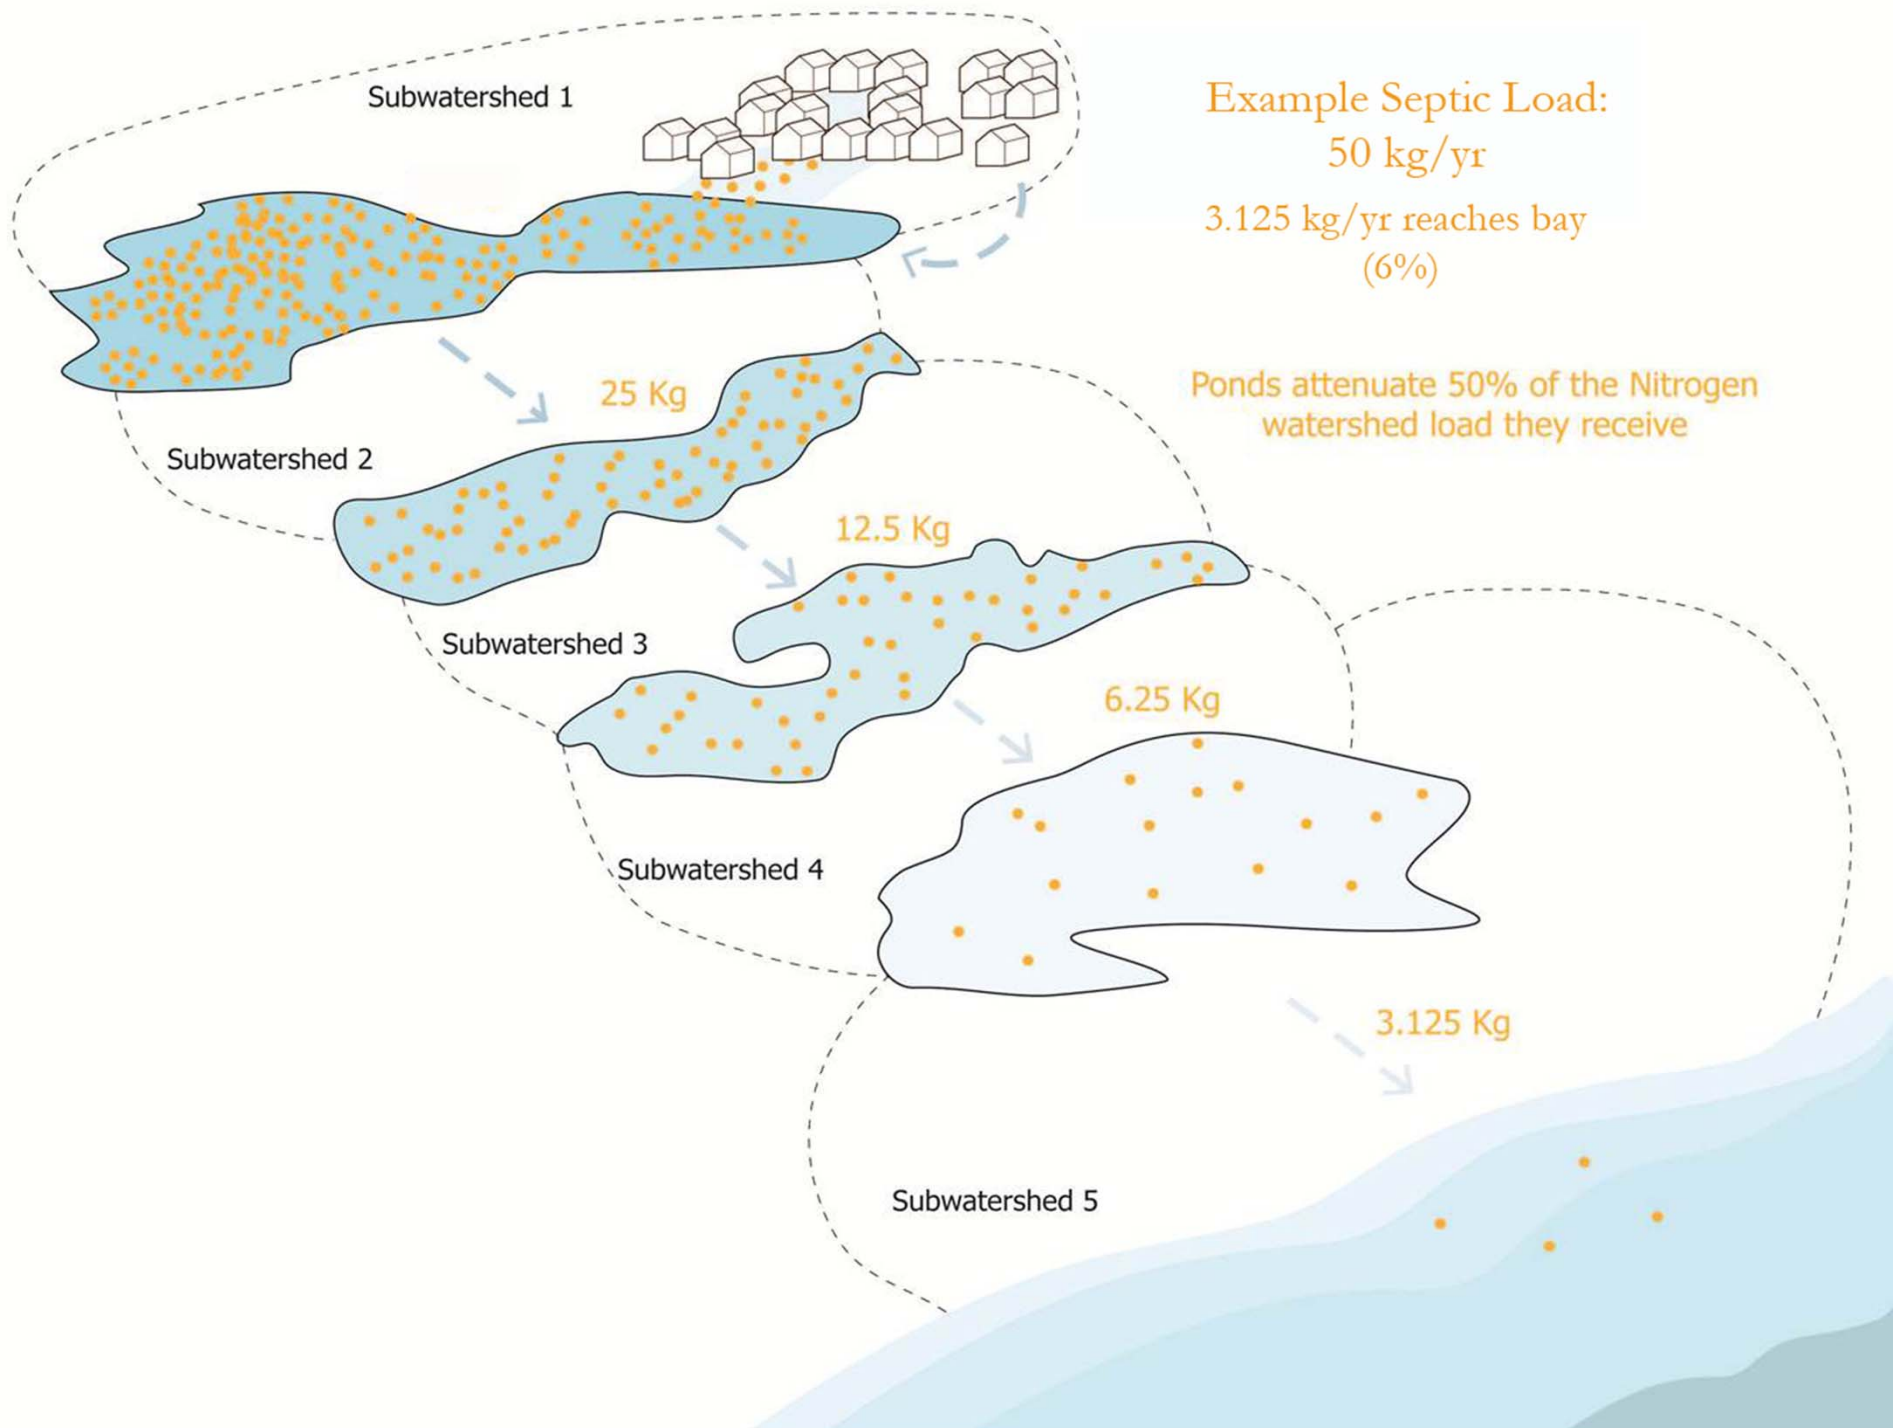 Subwatershed 1
Example Septic Load:
50 kg/yr
3.125 kg/yr reaches bay
(6%)
25 Kg
Ponds attenuate 50% of the Nitrogen
watershed load they receive
Subwatershed 2
12.5 Kg
Subwatershed 3
6.25 Kg
Subwatershed 4
3.125 Kg
Subwatershed 5